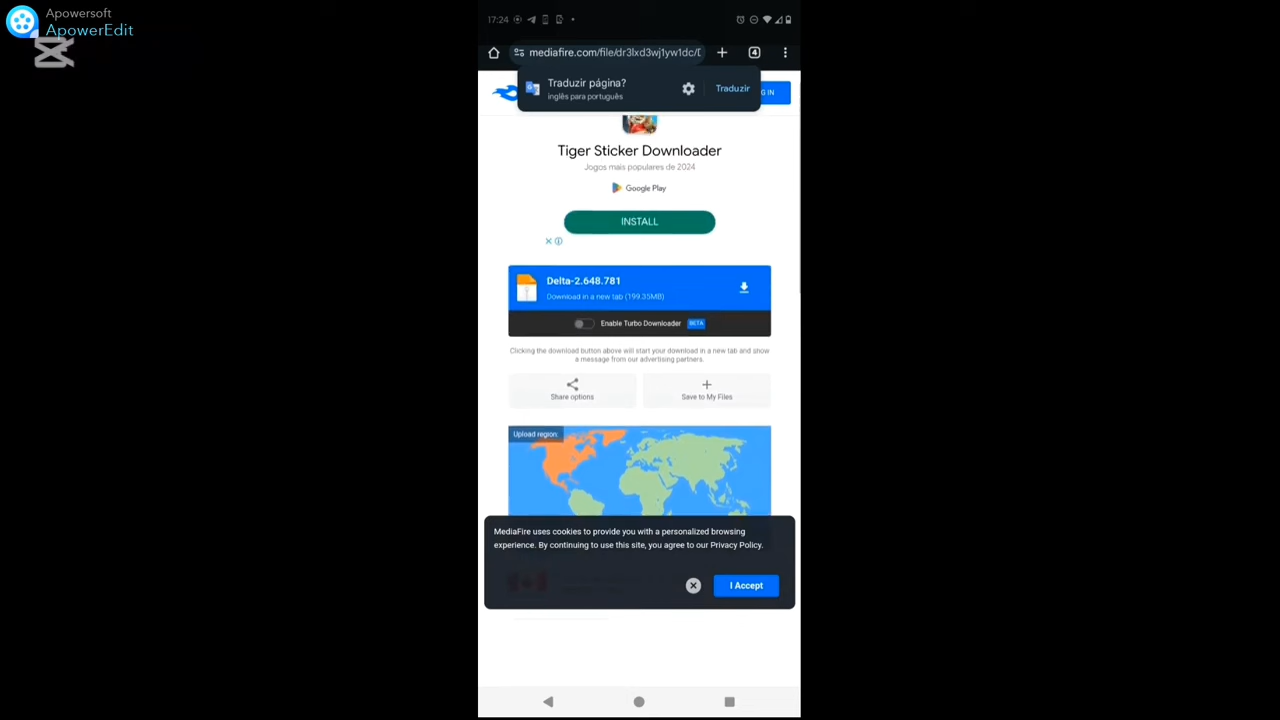 Apowersoft
ApowerEdit
17:24
mediafire.com/file/dr3lxd3wj1yw1dc/D
4
Traduzir página?
inglês para português
Traduzir
G IN
Tiger Sticker Downloader
Jogos mais populares de 2024
Google Play
INSTALL
Delta-2.648.781
Download in a new tab (199.35MB)
Enable Turbo Downloader BETA
Clicking the download button above will start your download in a new tab and show
a message from our advertising partners.
Share options
Save to My Files
Upload region:
MediaFire uses cookies to provide you with a personalized browsing
experience. By continuing to use this site, you agree to our Privacy Policy.
I Accept